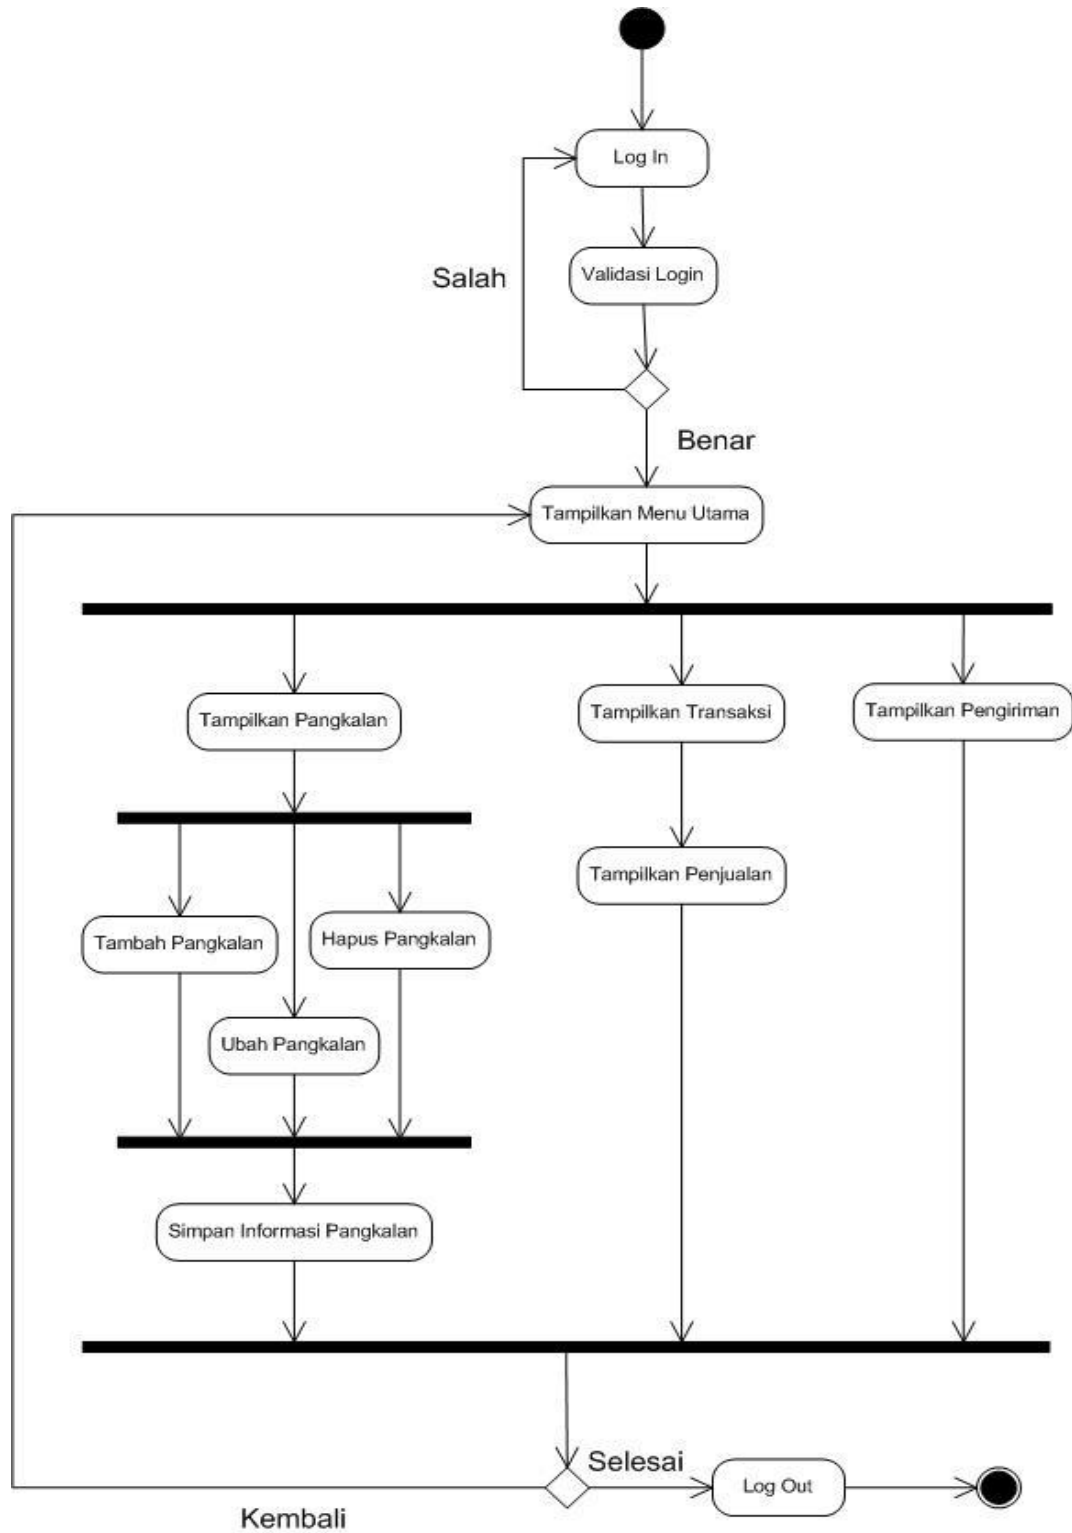 Log In
Salah
Validasi Login
Benar
Tampilkan Menu Utama
Tampilkan Pangkalan
Tampilkan Transaksi
Tampilkan Pengiriman
Tampilkan Penjualan
Tambah Pangkalan
Hapus Pangkalan
Ubah Pangkalan
Simpan Informasi Pangkalan
Selesai
Log Out
Kembali